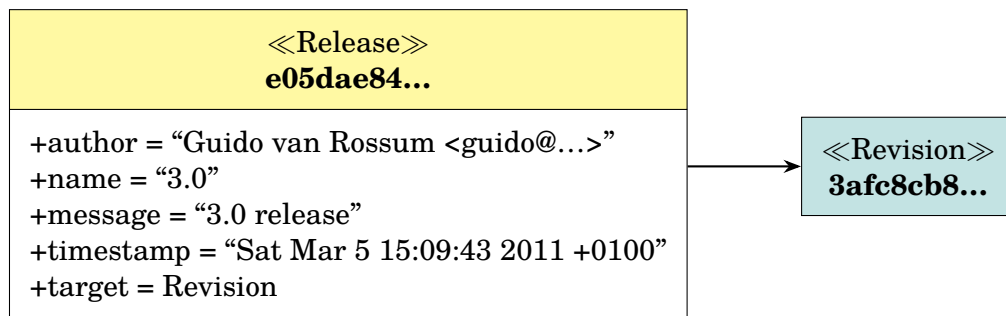 ≪Release≫
e05dae84...
+author = “Guido van Rossum <guido@...>”
+name = “3.0”
+message = “3.0 release”
+timestamp = “Sat Mar 5 15:09:43 2011 +0100”
+target = Revision
≪Revision≫
3afc8cb8...